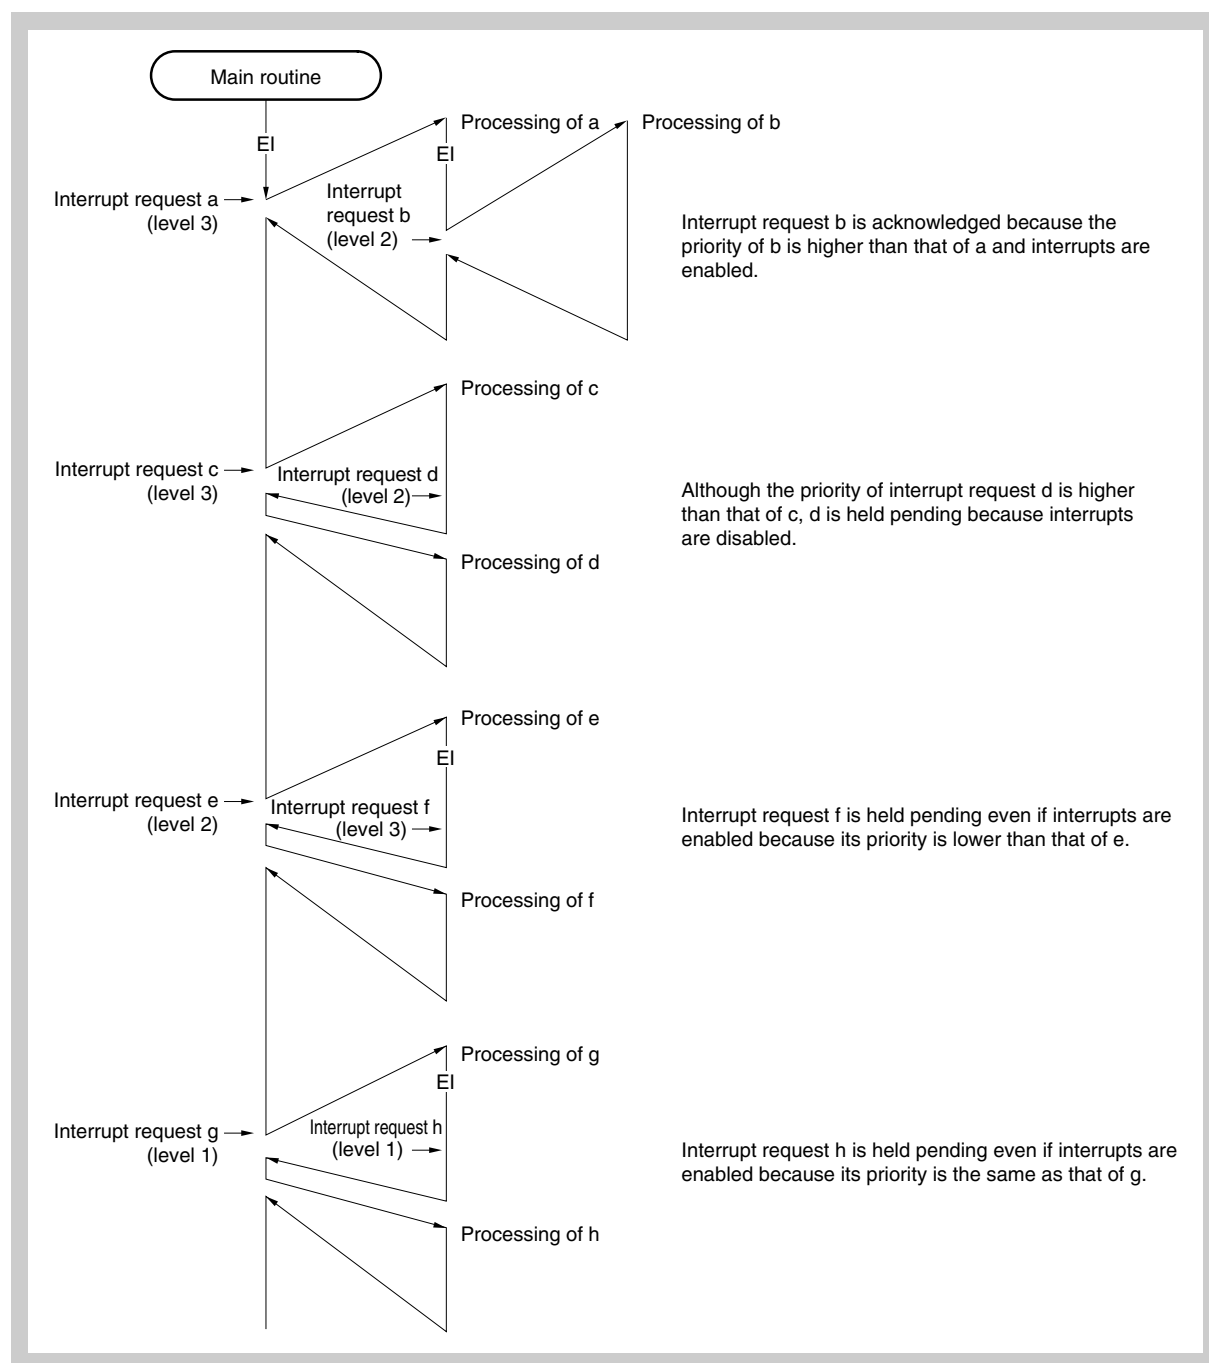 Main routine
EI
Processing of a
Processing of b
EI
Interrupt request a
(level 3)
Interrupt
request b
(level 2)
Interrupt request b is acknowledged because the
priority of b is higher than that of a and interrupts are
enabled.
Processing of c
Interrupt request c
(level 3)
Interrupt request d
(level 2)
Although the priority of interrupt request d is higher
than that of c, d is held pending because interrupts
are disabled.
Processing of d
Processing of e
EI
Interrupt request e
(level 2)
Interrupt request f
(level 3)
Interrupt request f is held pending even if interrupts are
enabled because its priority is lower than that of e.
Processing of f
Processing of g
EI
Interrupt request g
(level 1)
Interrupt request h
(level 1)
Interrupt request h is held pending even if interrupts are
enabled because its priority is the same as that of g.
Processing of h